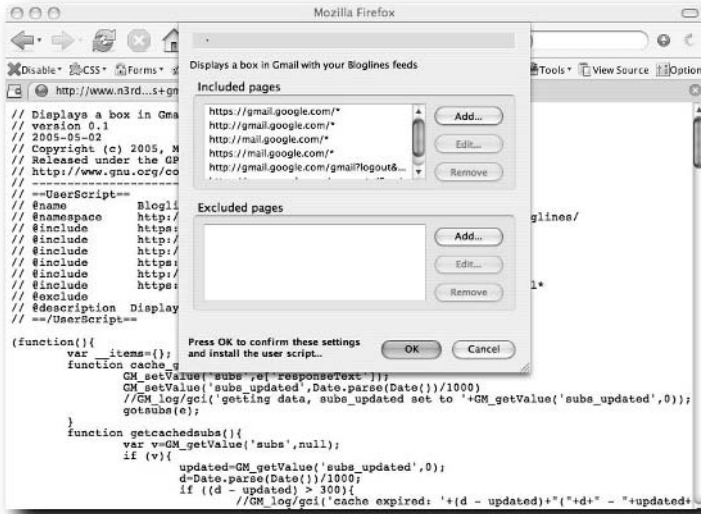 Mozilla Firefox
Disable
CSS
Forms
Tools
View Source
Option
http://www.n3rd...s+gm
Displays a box in Gmail with your Bloglines feeds
Included pages
https://gmail.google.com/*
http://gmail.google.com/*
http://mail.google.com/*
https://mail.google.com/*
http://gmail.google.com/gmail?logout&...
Add...
Edit...
Remove
Excluded pages
Add...
Edit...
Remove
Press OK to confirm these settings
and install the user script...
OK
Cancel
// Displays a box in Gma
// version 0.1
// 2005-05-02
// Copyright (c) 2005, M
// Released under the GP
// http://www.gnu.org/co
// ---------------------
// ==UserScript==
// @name Blogli
// @namespace http:/ glines/
// @include https:
// @include http:/
// @include http:/
// @include https:
// @include http:/
// @include https: l*
// @exclude
// @description Display
// ==/UserScript==
(function(){
var __items={};
function cache_g
GM_setValue('subs',e['responseText']);
GM_setValue('subs_updated',Date.parse(Date())/1000)
//GM_log/gci('getting data, subs_updated set to '+GM_getValue('subs_updated',0));
gotsubs(e);
}
function getcachedsubs(){
var v=GM_getValue('subs',null);
if (v){
updated=GM_getValue('subs_updated',0);
d=Date.parse(Date())/1000;
if ((d - updated) > 300){
//GM_log/gci('cache expired: '+(d - updated)+"("+d+" - "+updated+